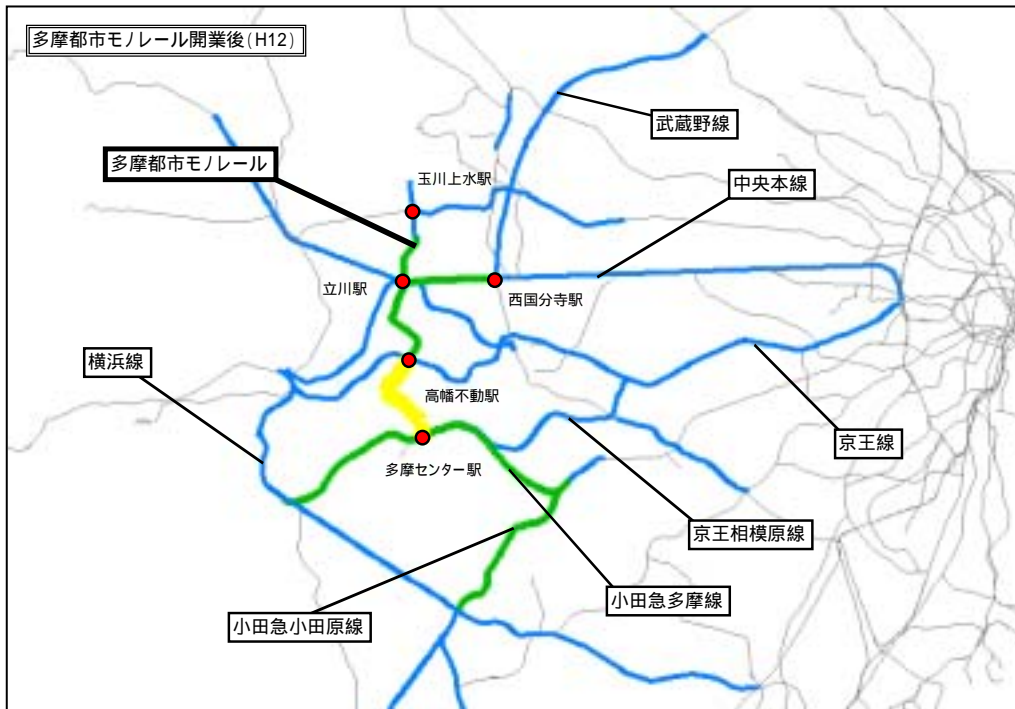 多摩都市モノレール開業後(H12)
武蔵野線
多摩都市モノレール
玉川上水駅
中央本線
立川駅
西国分寺駅
横浜線
高幡不動駅
京王線
多摩センター駅
京王相模原線
小田急多摩線
小田急小田原線